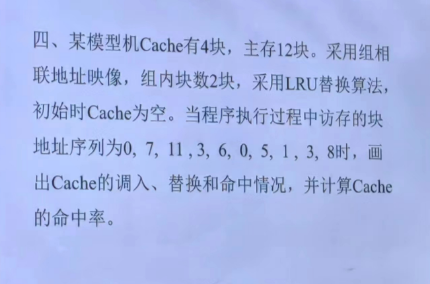 四、某模型机Cache有4块，主存12块。采用组相
联地址映像，组内块数2块，采用LRU替换算法，
初始时Cache为空。当程序执行过程中访存的块
地址序列为0, 7, 11 , 3, 6, 0, 5, 1 , 3, 8时，画
出Cache的调入、替换和命中情况，并计算Cache
的命中率。